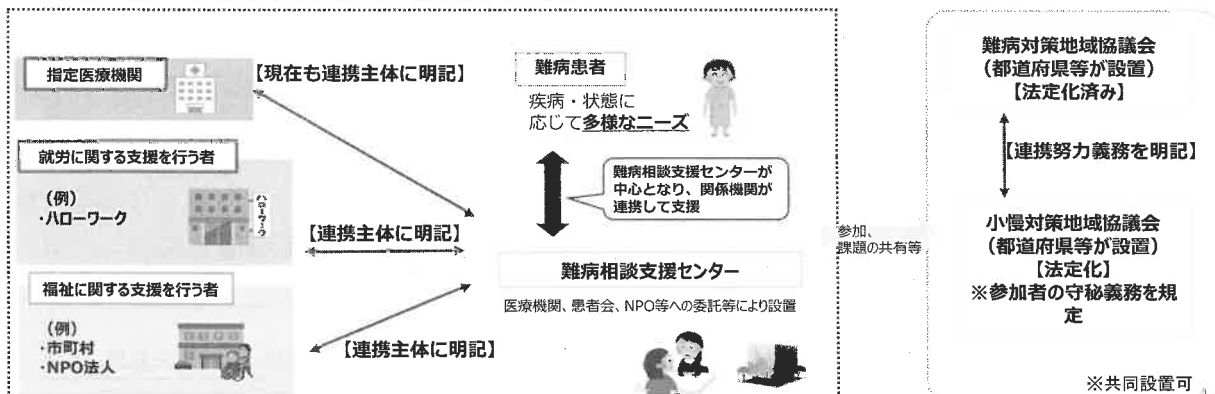 指定医療機関
【現在も連携主体に明記】
就労に関する支援を行う者
（例）
・ハローワーク
ハローワーク
【連携主体に明記】
福祉に関する支援を行う者
（例）
・市町村
・NPO法人
【連携主体に明記】
難病患者
疾病・状態に
応じて多様なニーズ
難病相談支援センターが
中心となり、関係機関が
連携して支援
難病相談支援センター
医療機関、患者会、NPO等への委託等により設置
参加、
課題の共有等
難病対策地域協議会
（都道府県等が設置）
【法定化済み】
【連携努力義務を明記】
小慢対策地域協議会
（都道府県等が設置）
【法定化】
※参加者の守秘義務を規
定
※共同設置可